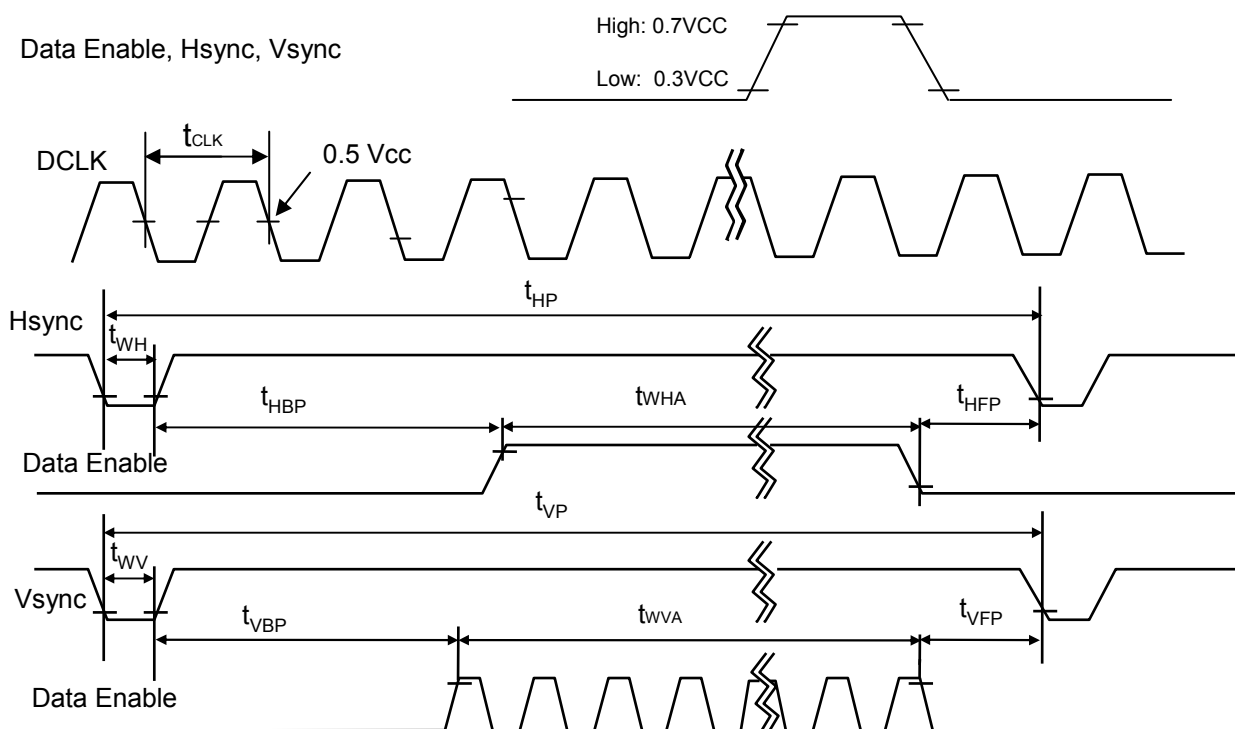 High: 0.7VCC
Data Enable, Hsync, Vsync
Low: 0.3VCC
tCLK
DCLK
0.5 Vcc
tHP
Hsync
tWH
tHBP
tWHA
tHFP
Data Enable
tVP
tWV
Vsync
tVBP
tWVA
tVFP
Data Enable